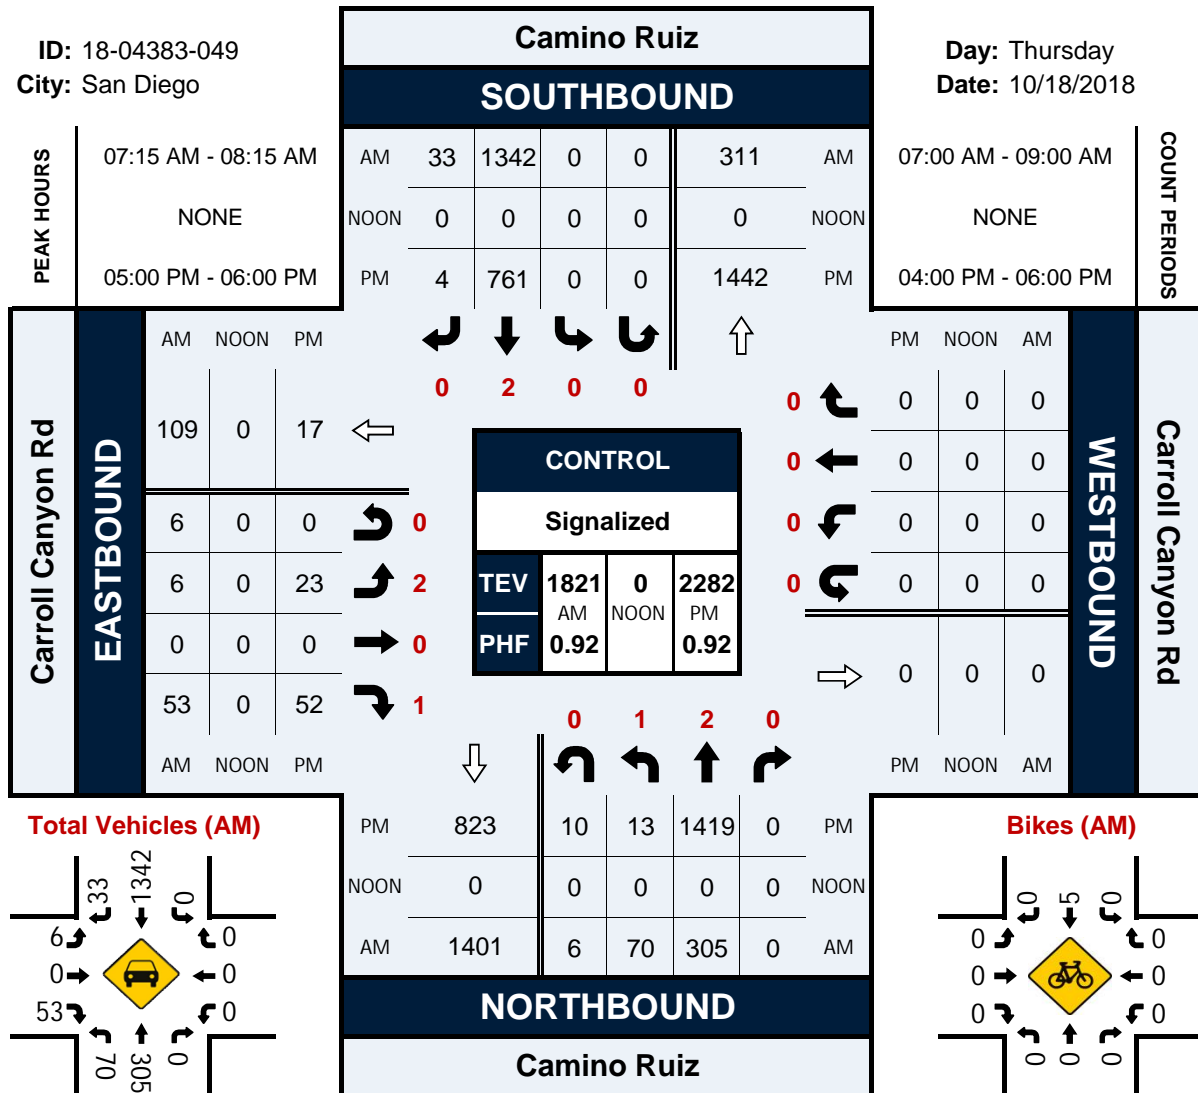 Camino Ruiz
ID: 18-04383-049
Day: Thursday
City: San Diego
Date: 10/18/2018
SOUTHBOUND
PEAK HOURS
07:15 AM - 08:15 AM
AM 33 1342 0 0 311 AM
07:00 AM - 09:00 AM
COUNT PERIODS
NONE
NOON 0 0 0 0 0 NOON
NONE
05:00 PM - 06:00 PM
PM 4 761 0 0 1442 PM
04:00 PM - 06:00 PM
0 2 0 0
Carroll Canyon Rd
EASTBOUND
AM NOON PM
109 0 17
6 0 0 0
6 0 23 2
0 0 0 0
53 0 52 1
AM NOON PM
CONTROL
Signalized
TEV 1821 0 2282
AM NOON PM
PHF 0.92 0.92
PM NOON AM
0 0 0 0
0 0 0 0
0 0 0 0
0 0 0 0
0 0 0
PM NOON AM
WESTBOUND
Carroll Canyon Rd
0 1 2 0
PM 823 10 13 1419 0 PM
NOON 0 0 0 0 0 NOON
AM 1401 6 70 305 0 AM
NORTHBOUND
Camino Ruiz
Total Vehicles (AM)
33 1342 0
6 0
0 0
53 0
70 305 0
Bikes (AM)
0 5 0
0 0
0 0
0 0
0 0 0